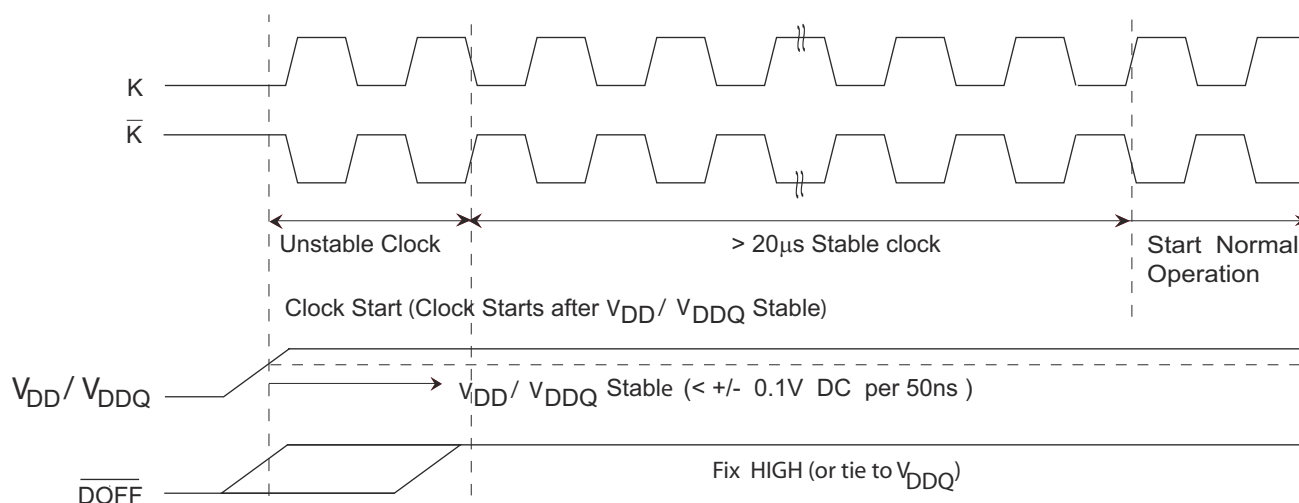 K
K̅
Unstable Clock
> 20μs Stable clock
Start Normal
Operation
Clock Start (Clock Starts after VDD / VDDQ Stable)
VDD / VDDQ
VDD / VDDQ Stable (< +/- 0.1V DC per 50ns )
Fix HIGH (or tie to VDDQ)
D̅O̅F̅F̅